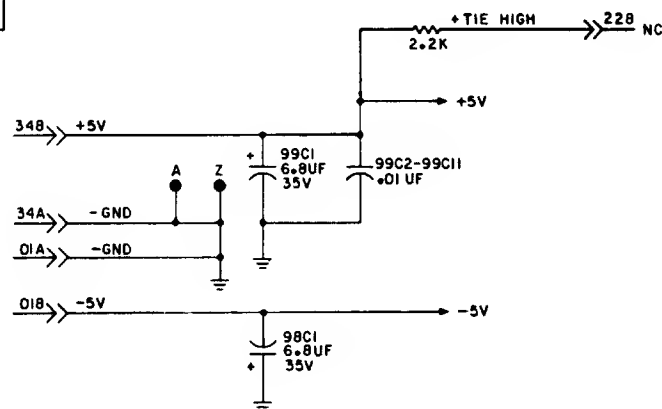 +TIE HIGH
22B NC
2.2K
+5V
34B +5V
+
99C1
6.8UF
35V
99C2-99C11
.01 UF
A Z
34A -GND
01A -GND
01B -5V
-5V
98C1
6.8UF
+ 35V